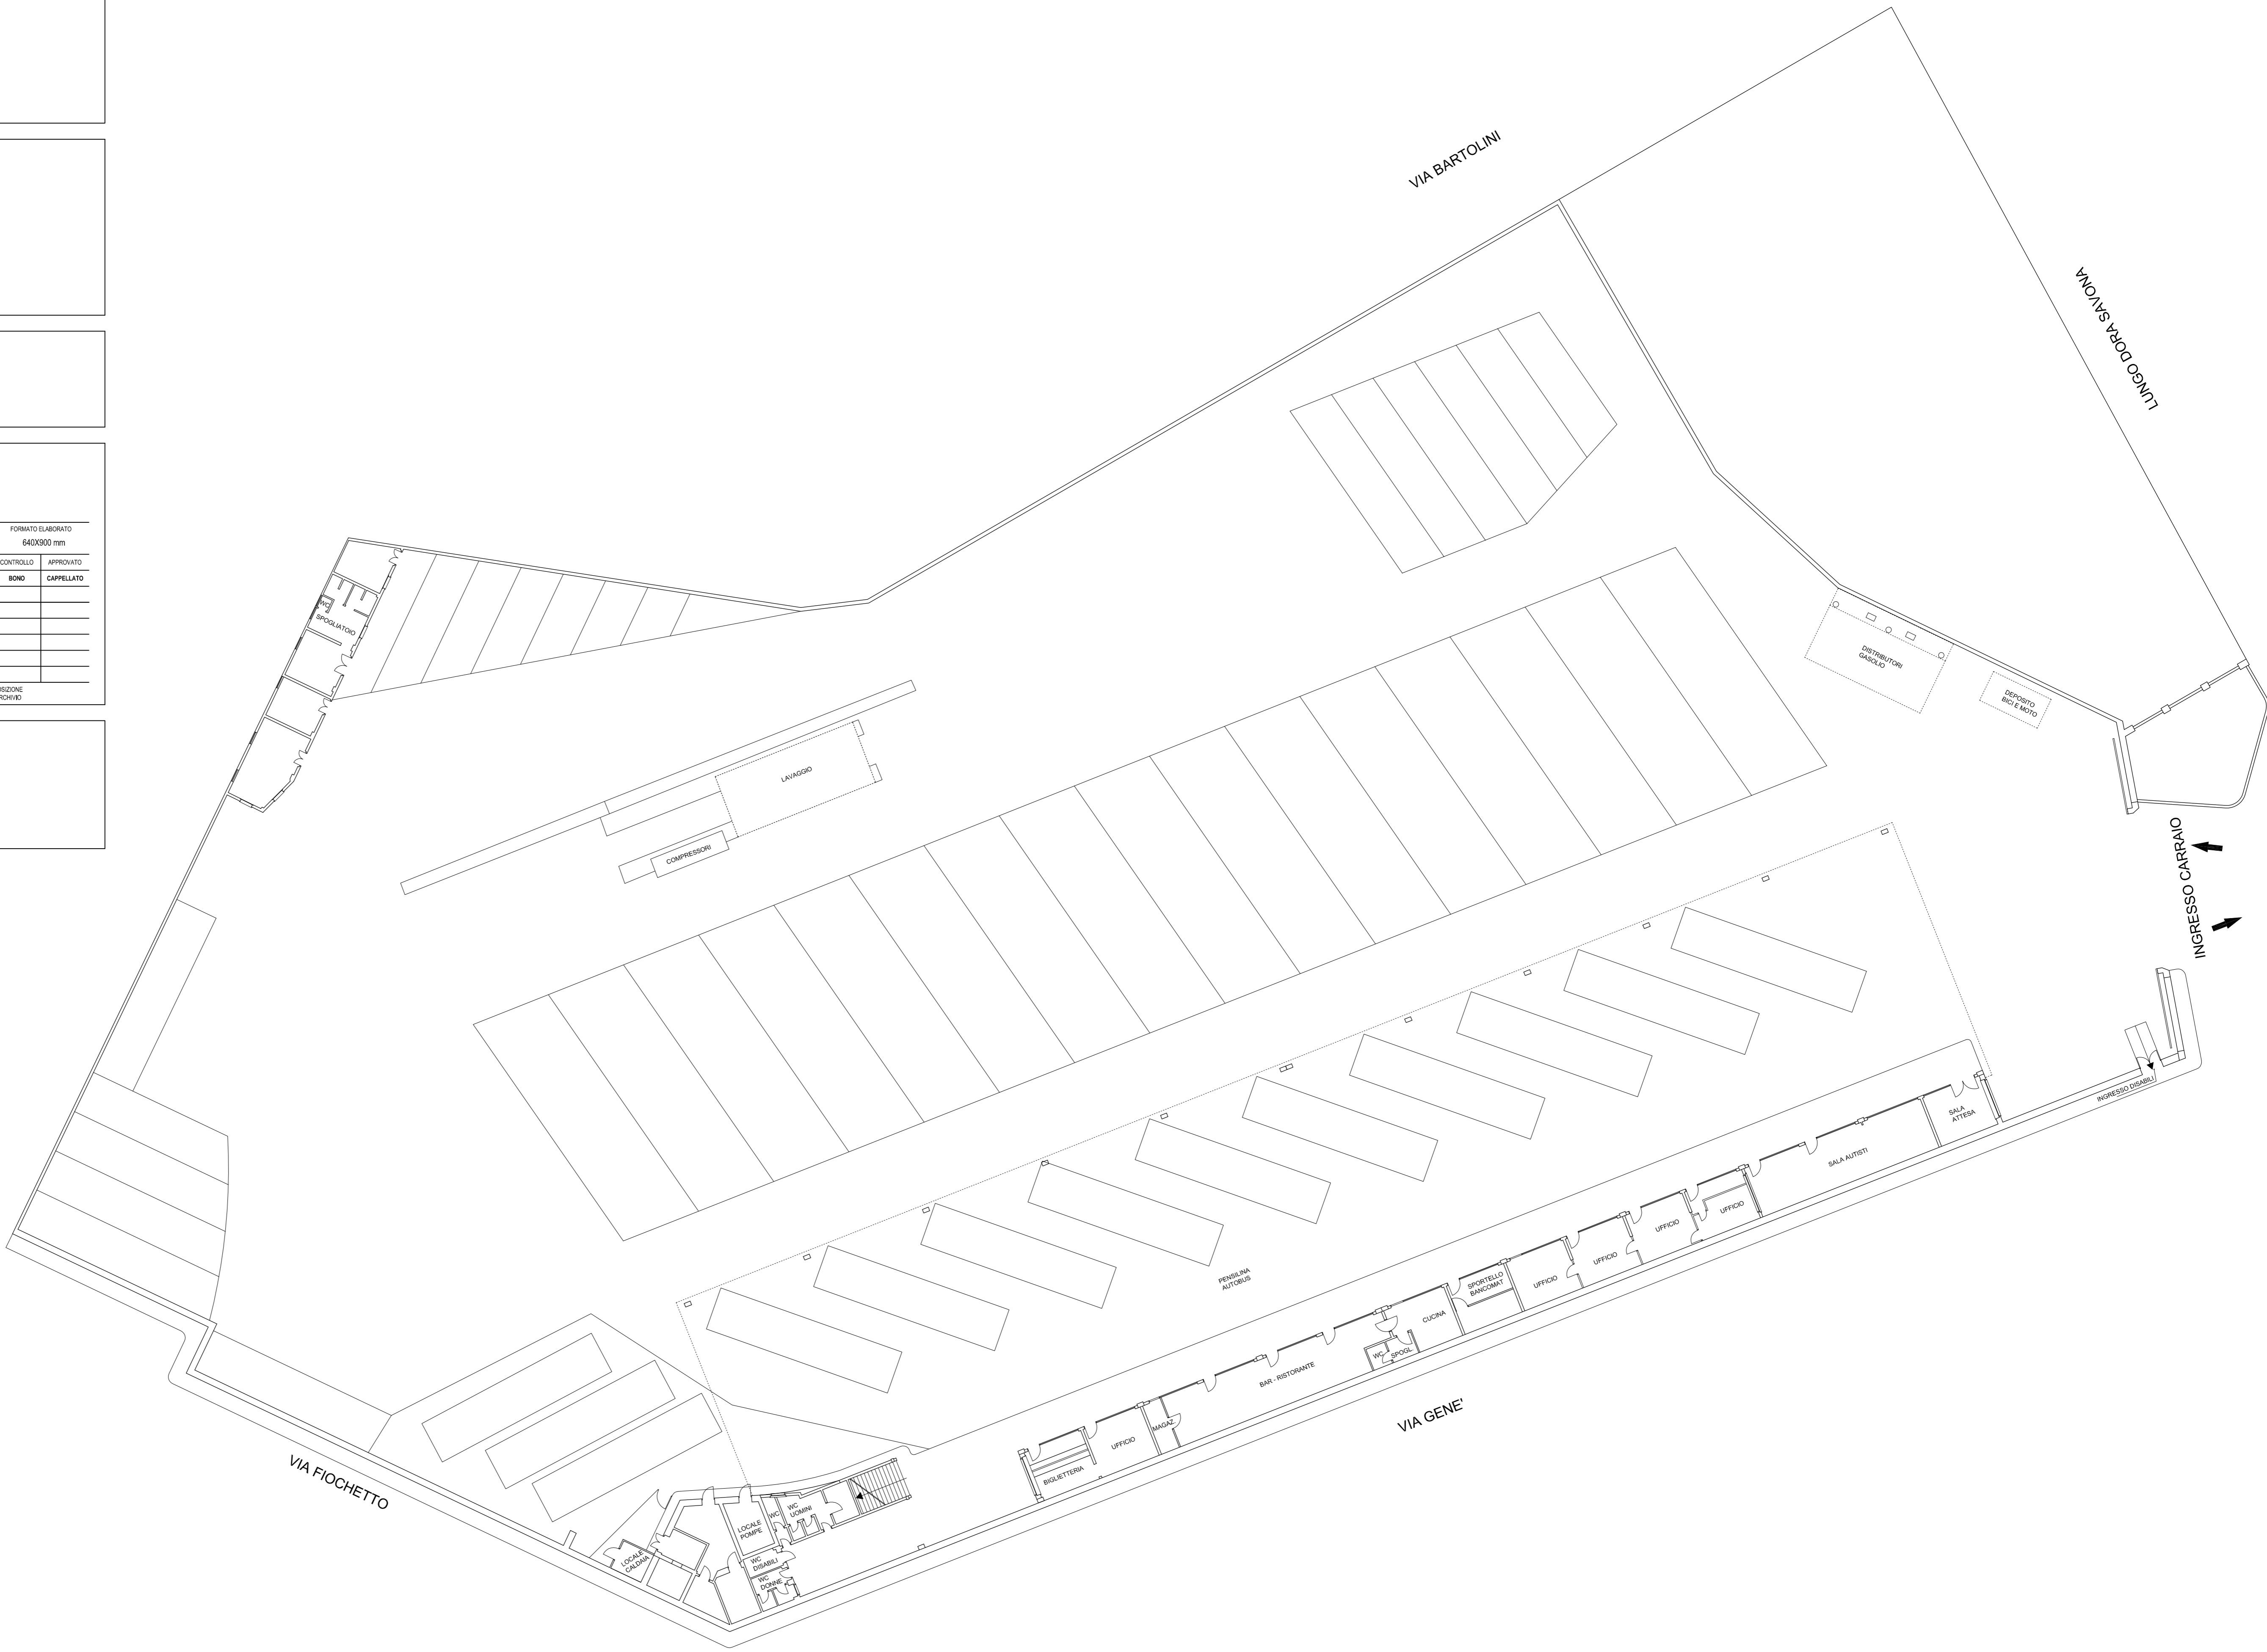 VIA BARTOLINI
LUNGO DORA SAVONA
FORMATO ELABORATO
640X900 mm
CONTROLLO
APPROVATO
BONO
CAPPELLATO
WC
SPOGLIATOIO
DISTRIBUTORI
GASOLIO
DEPOSITO
BICI E MOTO
LAVAGGIO
COMPRESSORI
INGRESSO CARRAIO
INGRESSO DISABILI
SALA
ATTESA
SALA AUTISTI
UFFICIO
UFFICIO
UFFICIO
UFFICIO
SPORTELLO
BANCOMAT
CUCINA
SPOGL.
WC
PENSILINA
AUTOBUS
BAR - RISTORANTE
MAGAZ.
UFFICIO
BIGLIETTERIA
VIA GENE'
VIA FIOCHETTO
WC
UOMINI
WC
LOCALE
POMPE
WC
DISABILI
WC
DONNE
LOCALE
CALDAIA